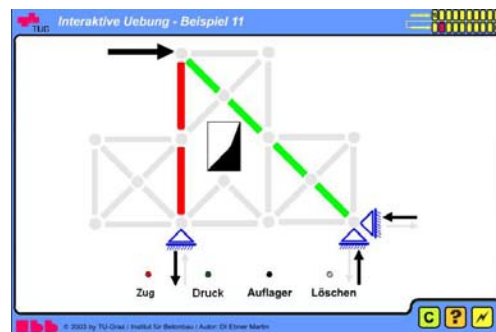 TUG
Interaktive Uebung - Beispiel 11
Zug Druck Auflager Löschen
© 2003 by TU-Graz / Institut für Betonbau / Autor: DI Ebner Martin
C ?